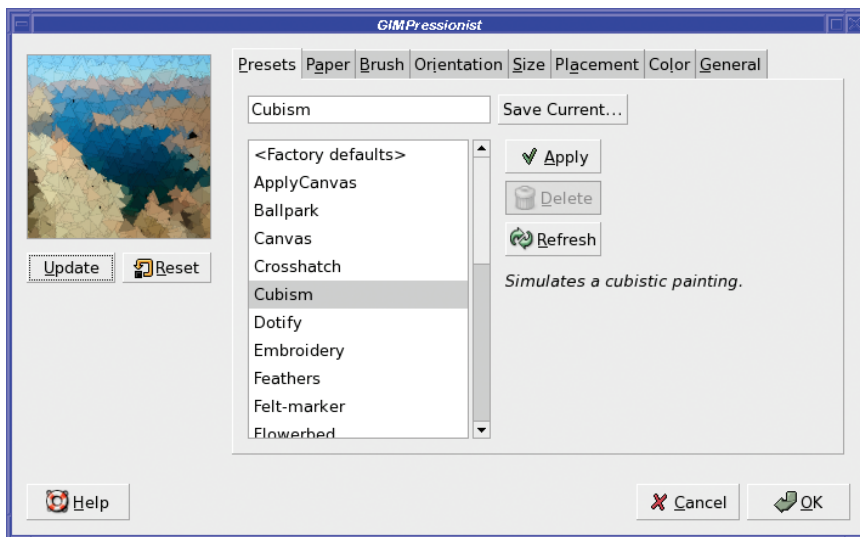 GIMPressionist
Presets Paper Brush Orientation Size Placement Color General
Cubism
Save Current...
<Factory defaults>
ApplyCanvas
Ballpark
Canvas
Crosshatch
Cubism
Dotify
Embroidery
Feathers
Felt-marker
Flowerbed
Apply
Delete
Refresh
Simulates a cubistic painting.
Update
Reset
Help
Cancel
OK